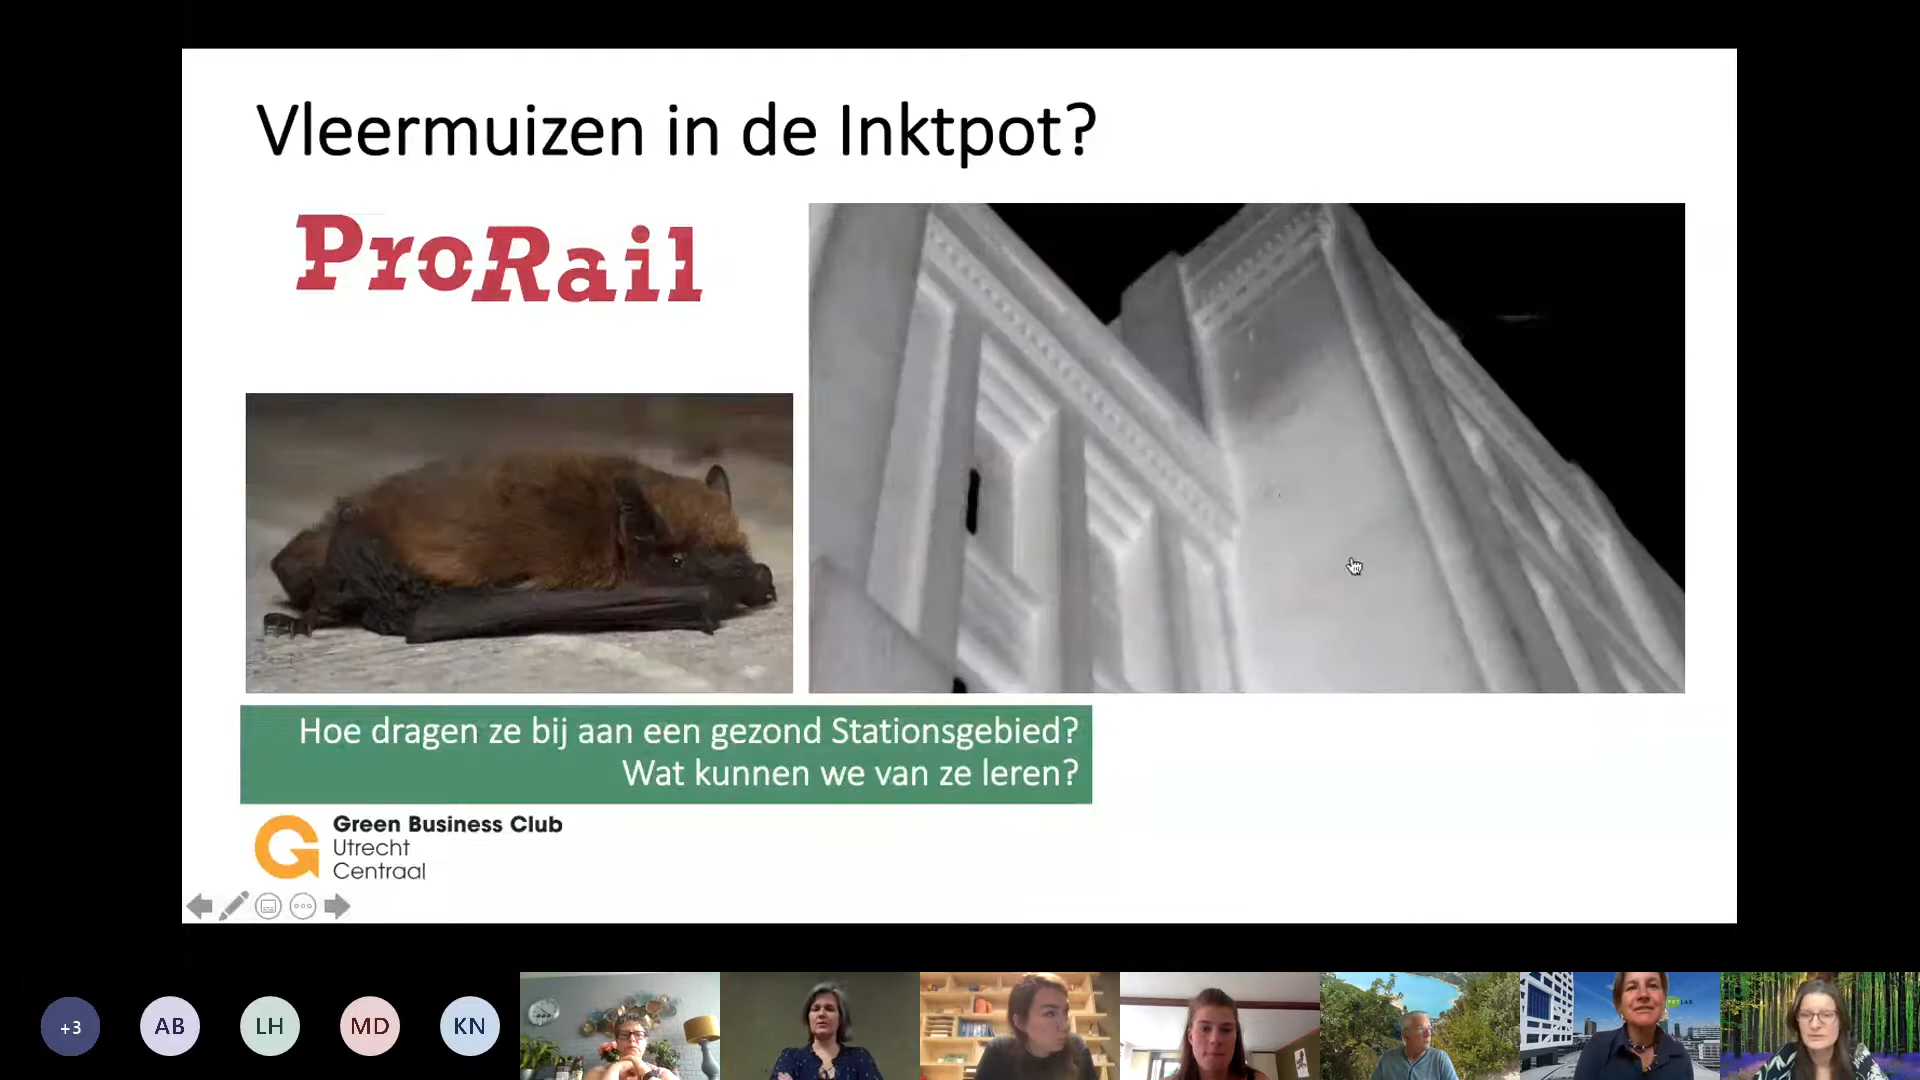 Vleermuizen in de Inktpot?
ProRail
Hoe dragen ze bij aan een gezond Stationsgebied?
Wat kunnen we van ze leren?
Green Business Club
Utrecht
Centraal
+3
AB
LH
MD
KN